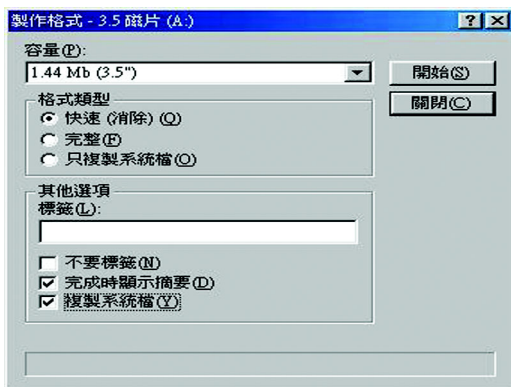 製作格式 - 3.5 磁片 (A:)
容量(P):
1.44 Mb (3.5")
開始(S)
關閉(C)
格式類型
快速 (消除) (Q)
完整(F)
只複製系統檔(O)
其他選項
標籤(L):
不要標籤(N)
完成時顯示摘要(D)
複製系統檔(Y)